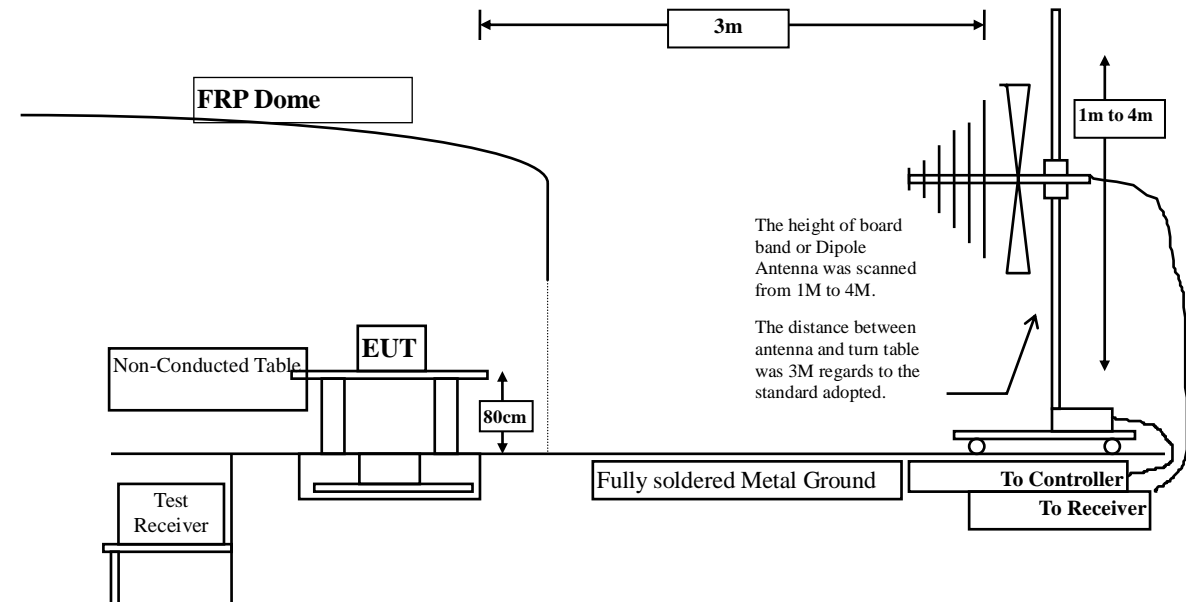 3m
FRP Dome
1m to 4m
The height of board
band or Dipole
Antenna was scanned
from 1M to 4M.
The distance between
antenna and turn table
was 3M regards to the
standard adopted.
EUT
Non-Conducted Table
80cm
Fully soldered Metal Ground
To Controller
To Receiver
Test
Receiver